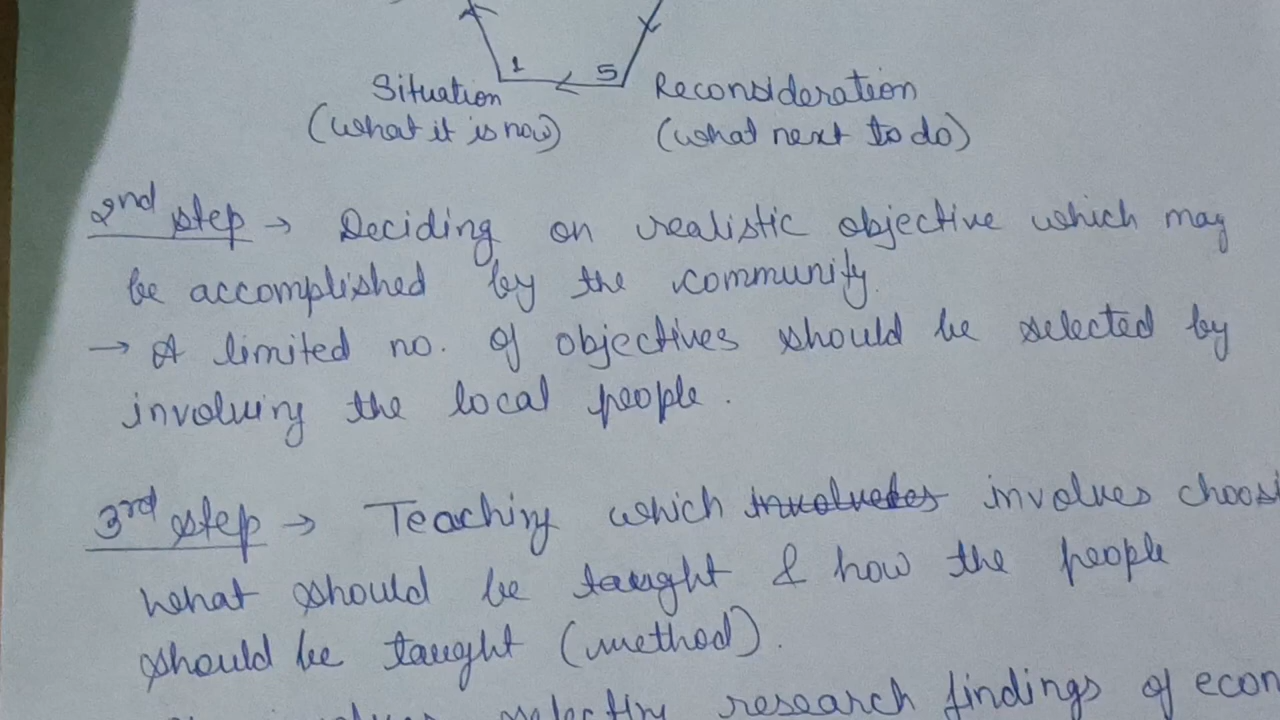 1 5
Situation Reconsideration
(what it is now) (what next to do)
2nd step → Deciding on realistic objective which may
be accomplished by the community.
→ A limited no. of objectives should be selected by
involving the local people.
3rd step → Teaching which involves
what should be taught & how the people
should be taught (method).
research findings of